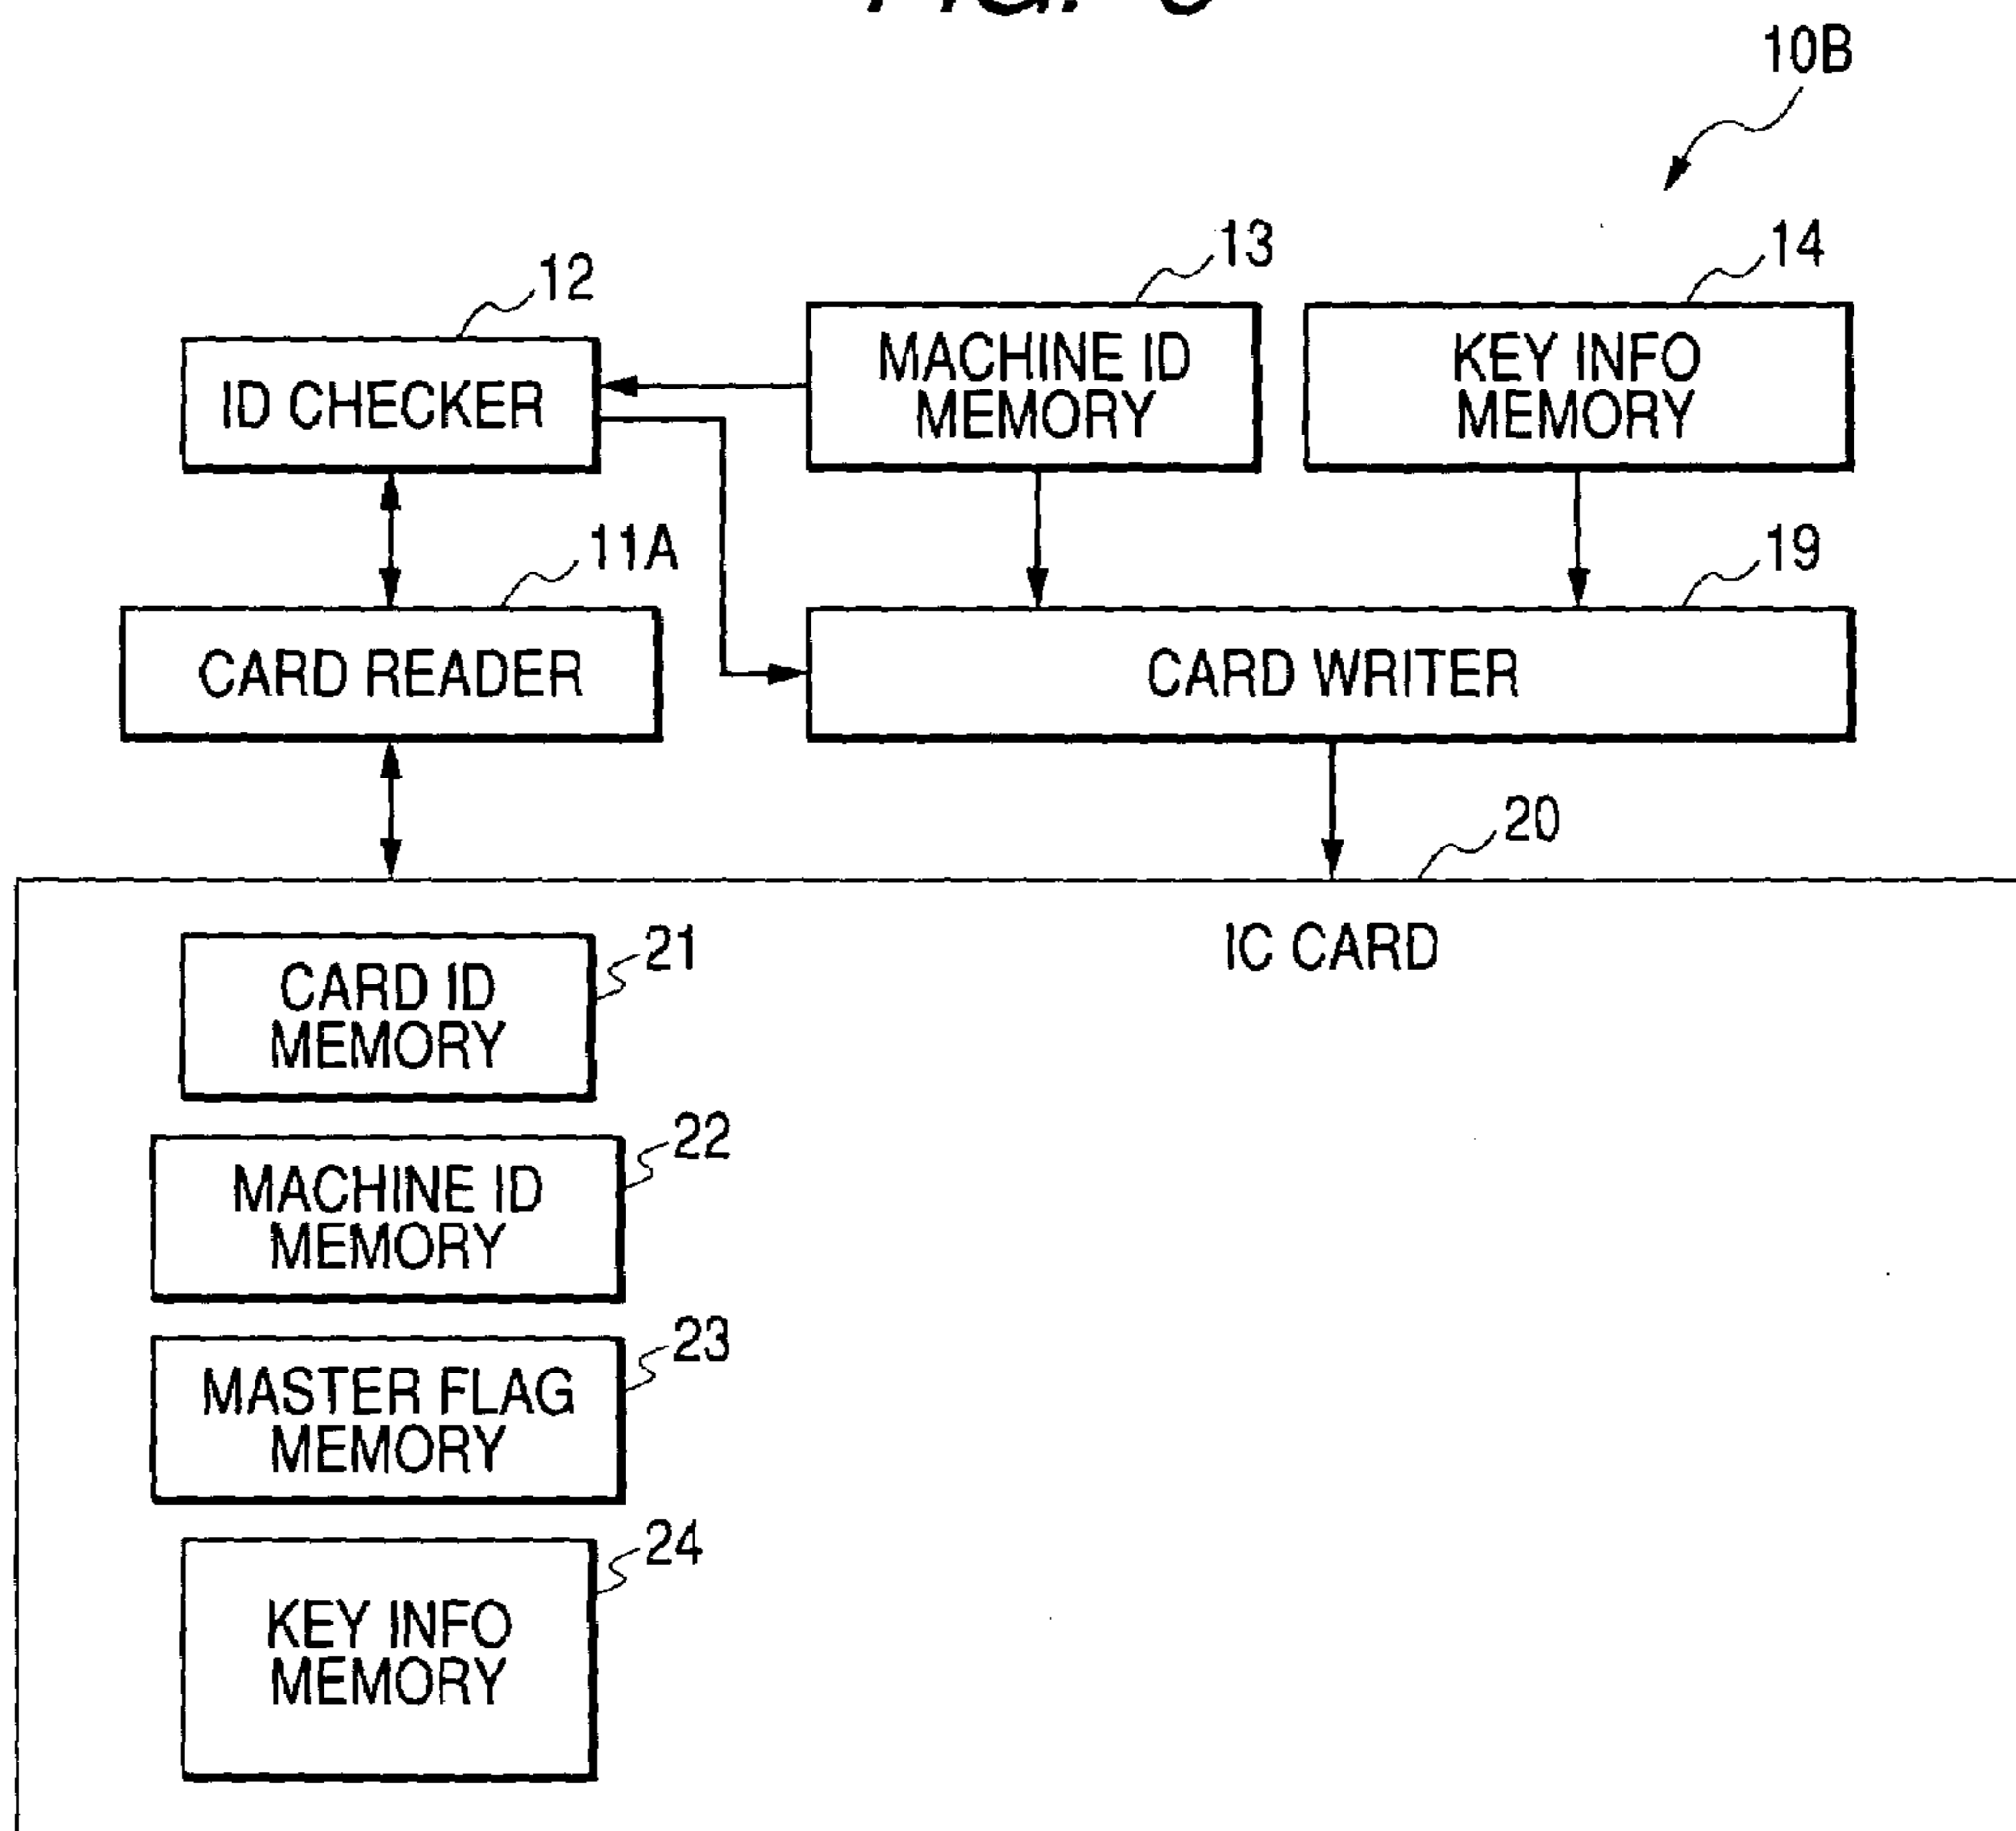 10B
13
14
12
MACHINE ID
MEMORY
KEY INFO
MEMORY
ID CHECKER
11A
19
CARD READER
CARD WRITER
20
IC CARD
21
CARD ID
MEMORY
22
MACHINE ID
MEMORY
23
MASTER FLAG
MEMORY
24
KEY INFO
MEMORY